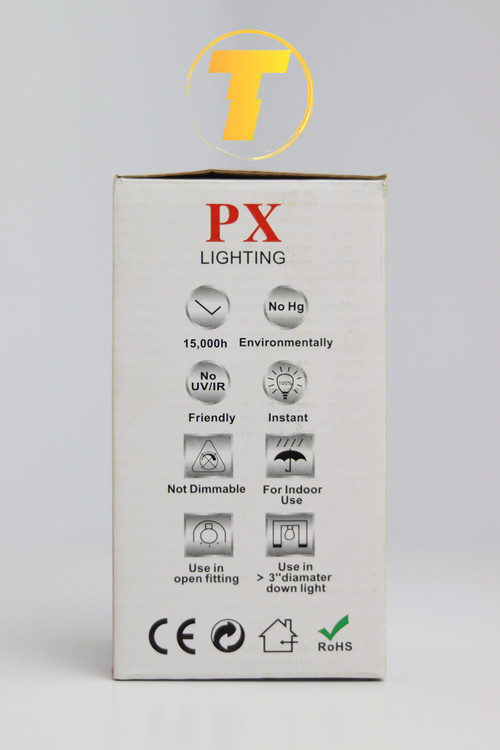 T
PX
LIGHTING
No Hg
15,000h Environmentally
No
UV/IR
100%
Friendly Instant
Not Dimmable For Indoor
Use
Use in
open fitting
Use in
> 3"diamater
down light
CE
RoHS